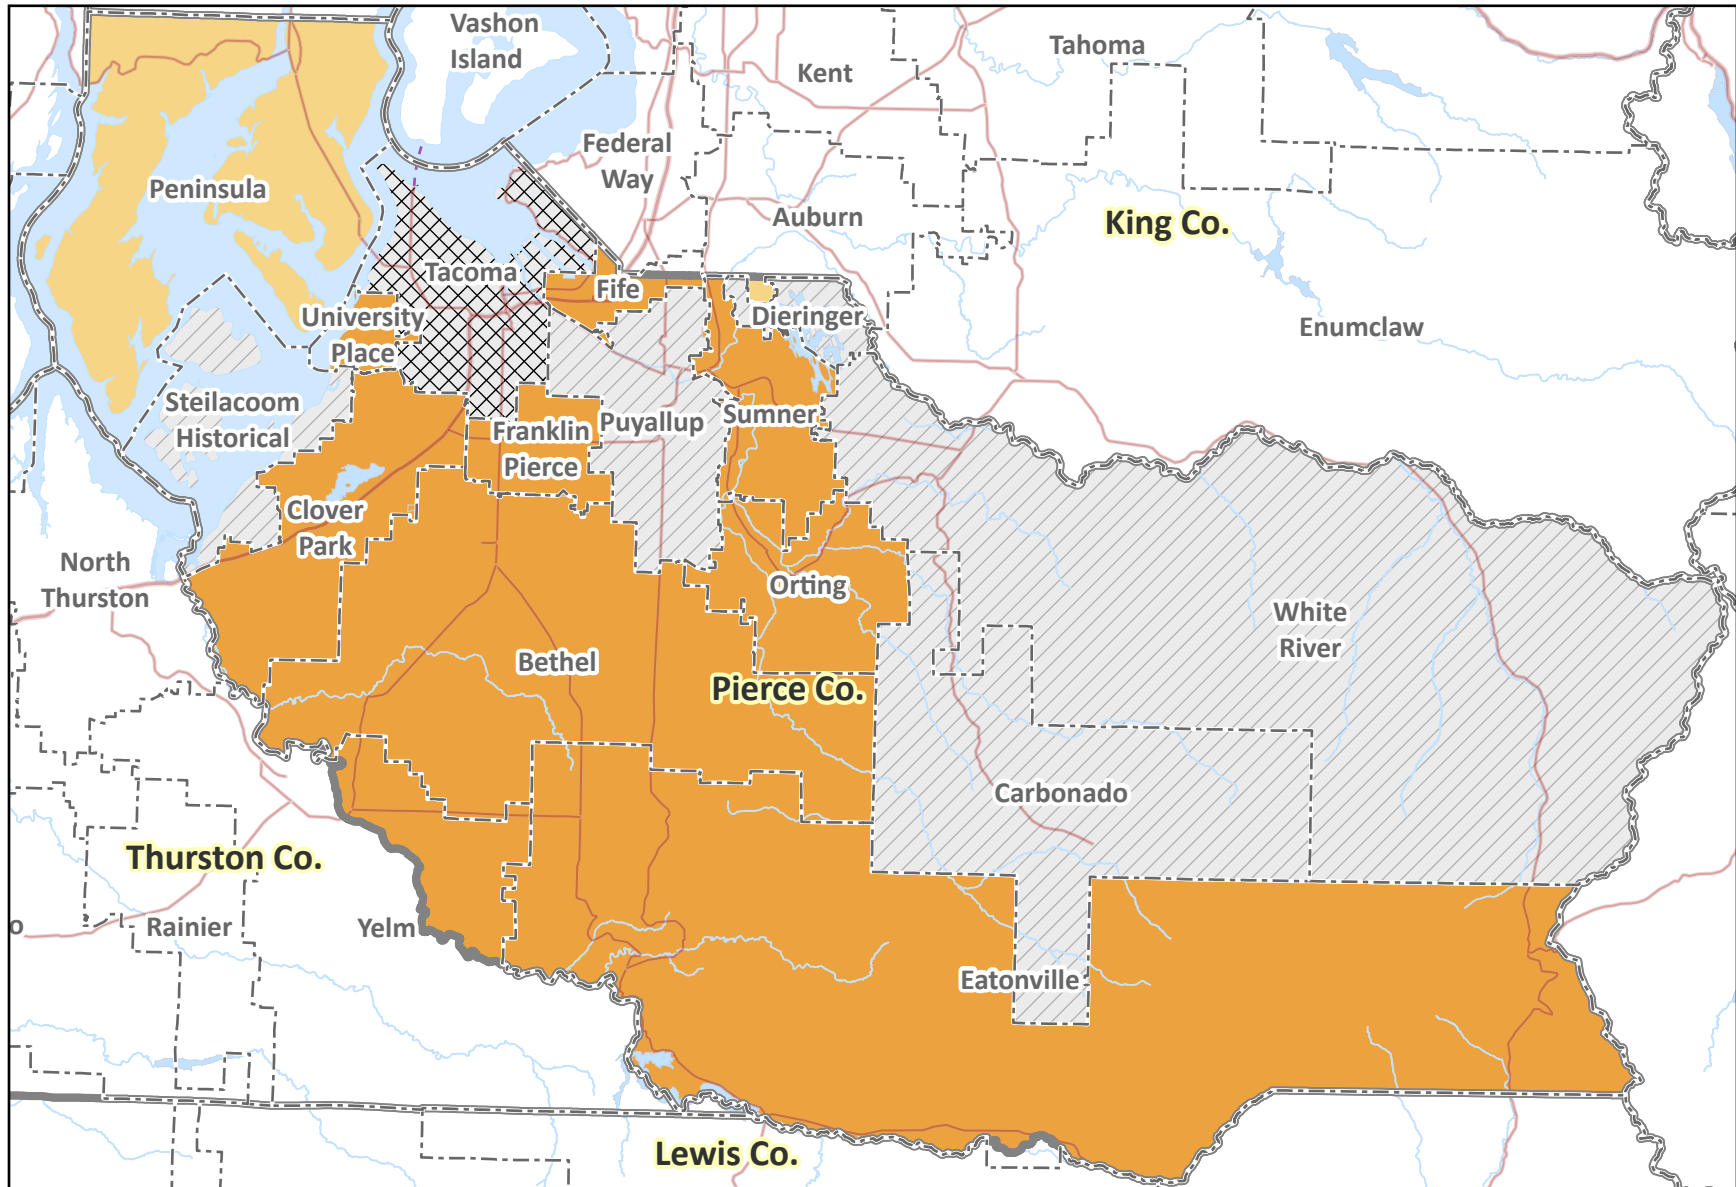 Vashon
Island
Tahoma
Kent
Federal
Way
Peninsula
Auburn
King Co.
Tacoma
Fife
University
Place
Dieringer
Enumclaw
Steilacoom
Historical
Franklin
Pierce
Puyallup
Sumner
Clover
Park
North
Thurston
Orting
White
River
Bethel
Pierce Co.
Carbonado
Thurston Co.
Rainier
Yelm
o
Eatonville
Lewis Co.